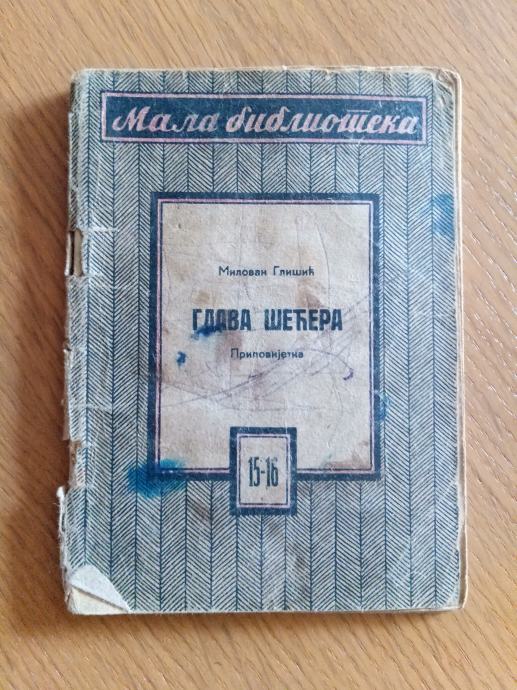 Мала библиотека
Милован Глишић
ГЛАВА ШЕЋЕРА
Приповијетка
15-16